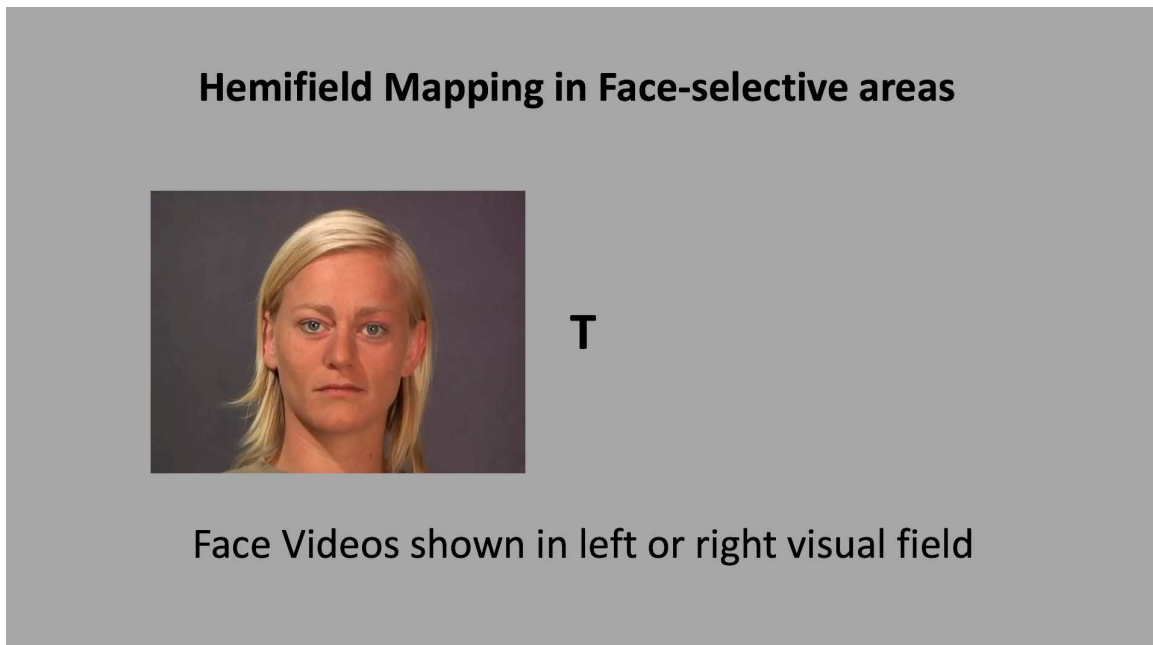 Hemifield Mapping in Face-selective areas
T
Face Videos shown in left or right visual field